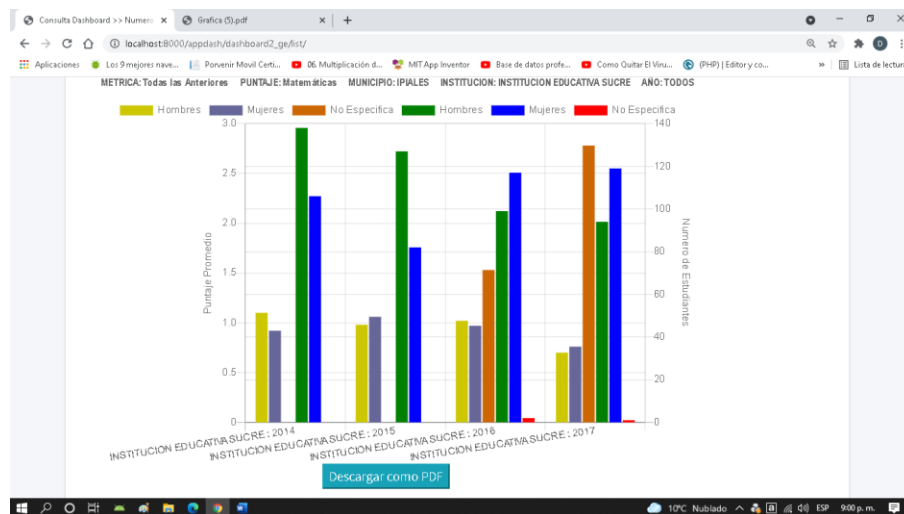 Consulta Dashboard >> Numero
Grafica (5).pdf
localhost:8000/appdash/dashboard2_ge/list/
Aplicaciones Los 9 mejores nave... Porvenir Movil Certi... 06. Multiplicación d... MIT App Inventor Base de datos profe... Como Quitar El Viru... (PHP) | Editor y co... » Lista de lectura
METRICA: Todas las Anteriores PUNTAJE: Matemáticas MUNICIPIO: IPIALES INSTITUCION: INSTITUCION EDUCATIVA SUCRE AÑO: TODOS
Hombres Mujeres No Especifica Hombres Mujeres No Especifica
3.0
2.5
2.0
1.5
1.0
0.5
0
Puntaje Promedio
140
120
100
80
60
40
20
0
Numero de Estudiantes
INSTITUCION EDUCATIVA SUCRE : 2014
INSTITUCION EDUCATIVA SUCRE : 2015
INSTITUCION EDUCATIVA SUCRE : 2016
INSTITUCION EDUCATIVA SUCRE : 2017
Descargar como PDF
10°C Nublado ESP 9:00 p. m.